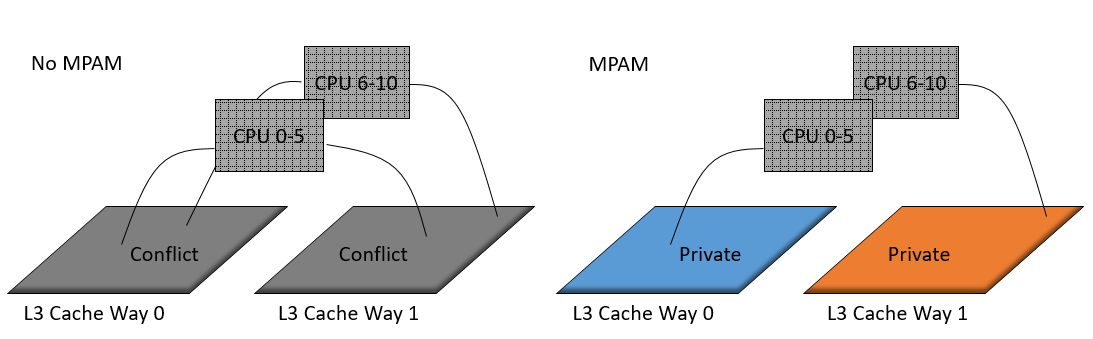 No MPAM
CPU 6-10
CPU 0-5
Conflict
Conflict
L3 Cache Way 0
L3 Cache Way 1
MPAM
CPU 6-10
CPU 0-5
Private
Private
L3 Cache Way 0
L3 Cache Way 1